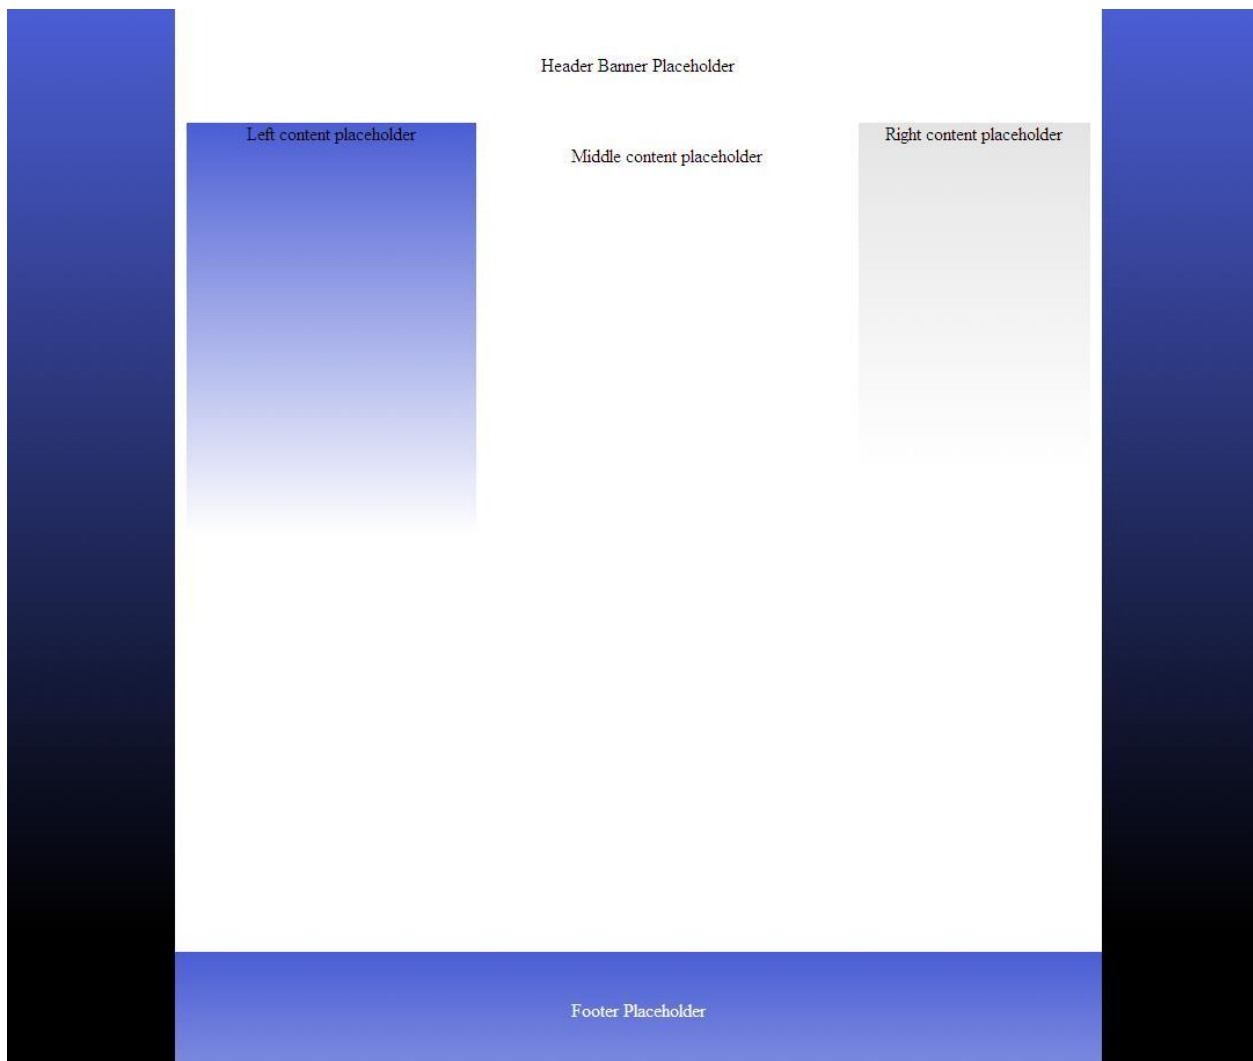 Header Banner Placeholder
Left content placeholder
Middle content placeholder
Right content placeholder
Footer Placeholder